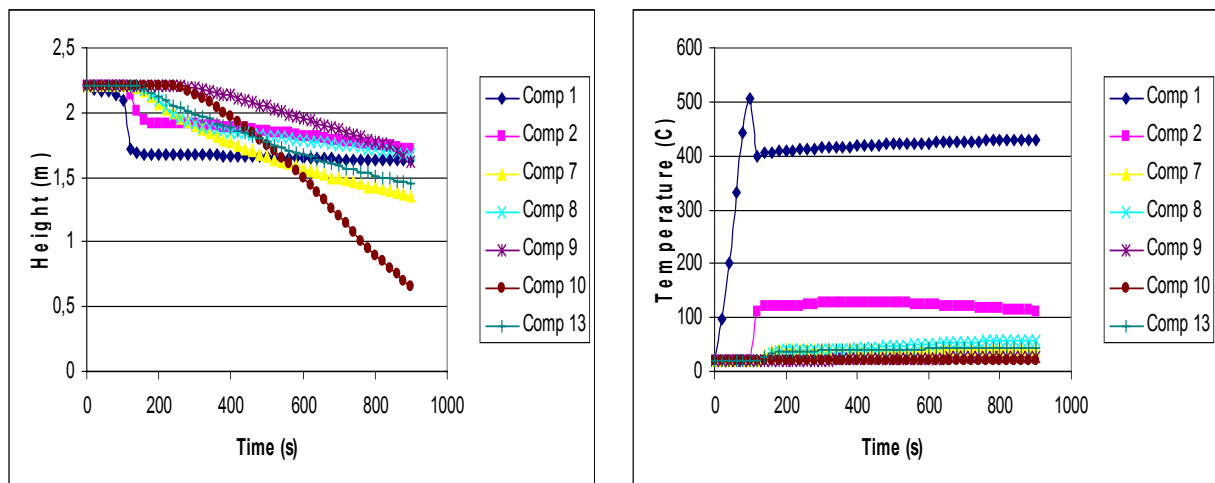 2,5
2
1,5
1
0,5
0
0 200 400 600 800 1000
Height (m)
Time (s)
Comp 1
Comp 2
Comp 7
Comp 8
Comp 9
Comp 10
Comp 13
600
500
400
300
200
100
0
0 200 400 600 800 1000
Temperature (C)
Time (s)
Comp 1
Comp 2
Comp 7
Comp 8
Comp 9
Comp 10
Comp 13